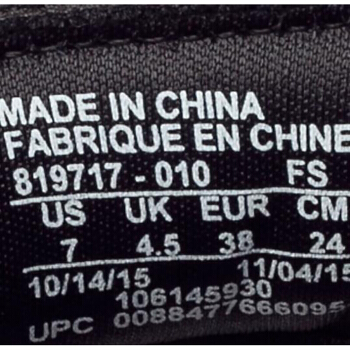 MADE IN CHINA
FABRIQUE EN CHINE
819717 - 010 FS
US UK EUR CM
7 4.5 38 24
10/14/15 11/04/15
106145930
UPC 0088477666095